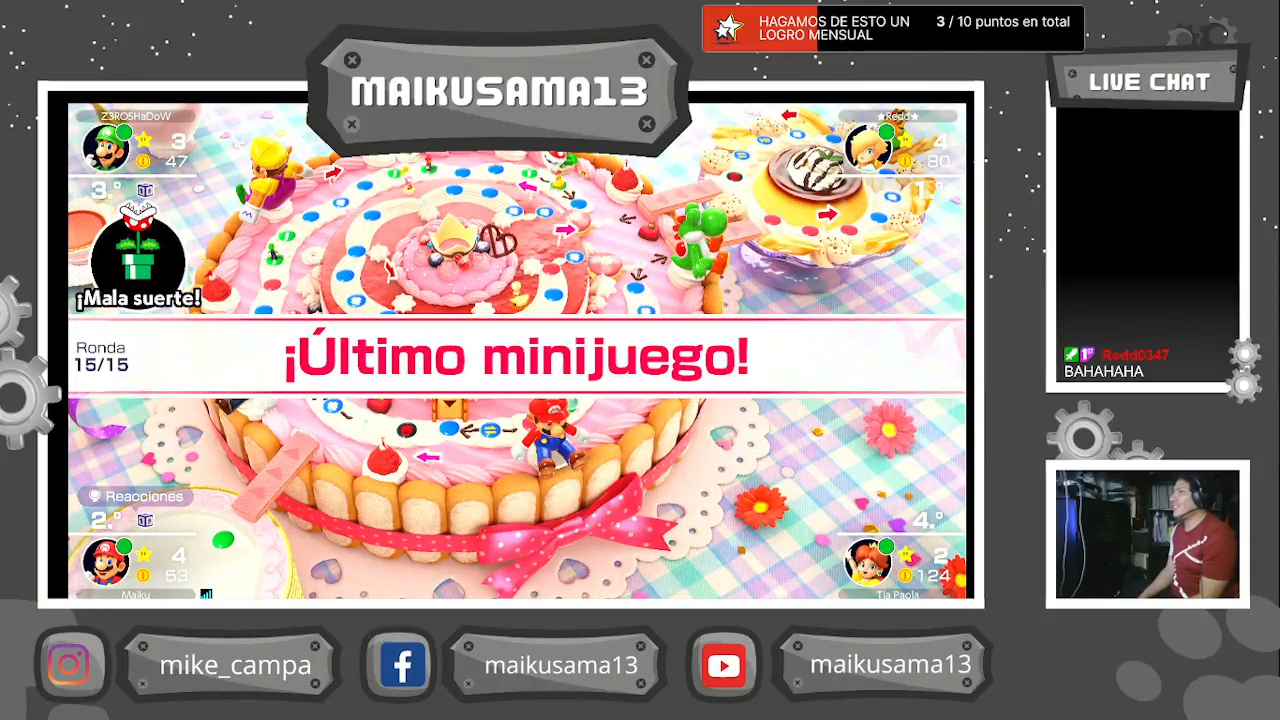 HAGAMOS DE ESTO UN
LOGRO MENSUAL
3 / 10 puntos en total
MAIKUSAMA13
LIVE CHAT
Z3ROSHaDoW
3
47
3.°
¡Mala suerte!
★Redd★
4
80
1.°
Ronda
15/15
¡Último minijuego!
Redd0347
BAHAHAHA
Reacciones
2.°
4
53
Maiku
4.°
2
124
Tía Paola
mike_campa
maikusama13
maikusama13